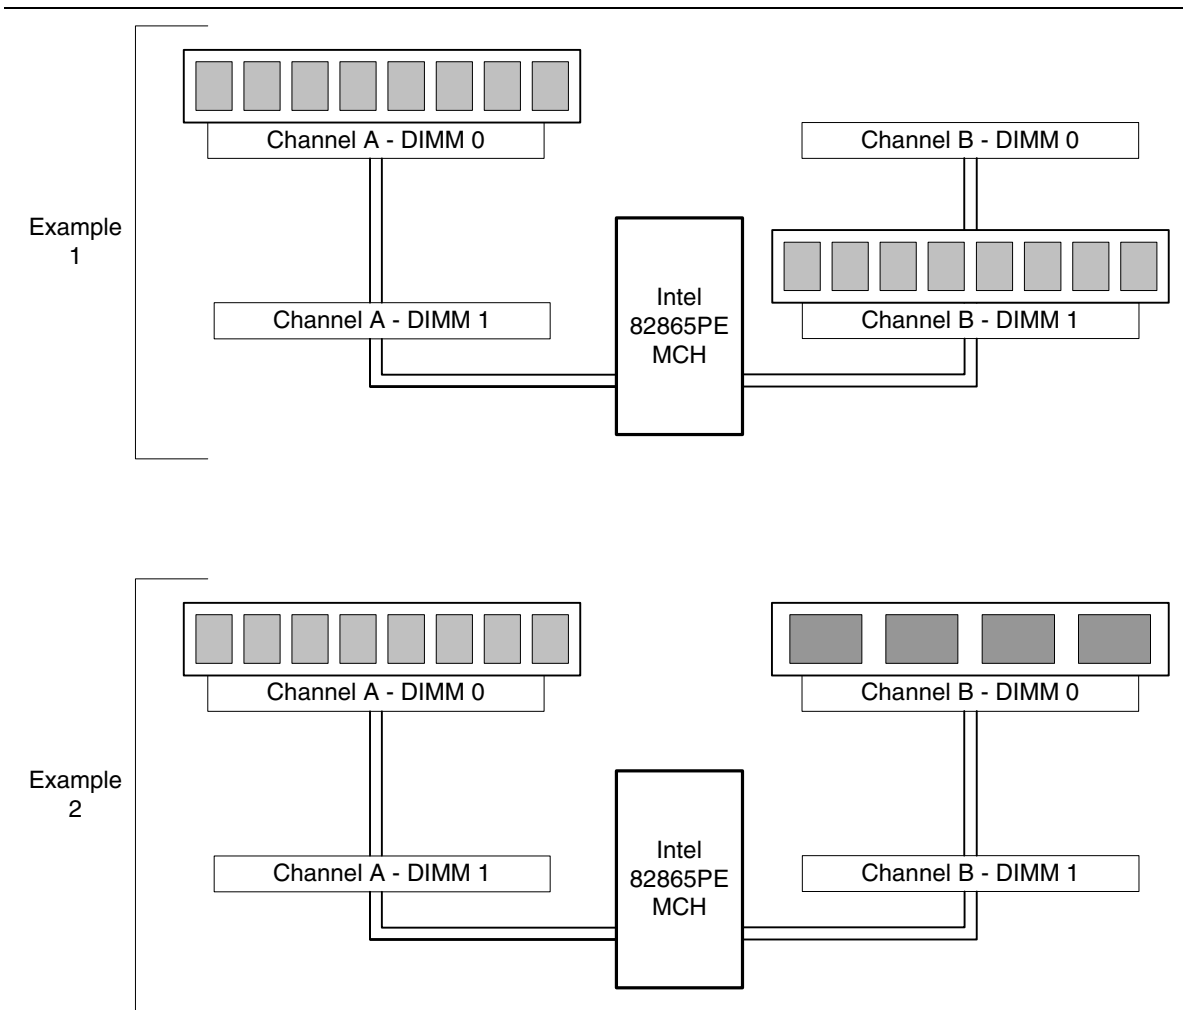 Example
1
Channel A - DIMM 0
Channel B - DIMM 0
Channel A - DIMM 1
Intel
82865PE
MCH
Channel B - DIMM 1
Example
2
Channel A - DIMM 0
Channel B - DIMM 0
Channel A - DIMM 1
Intel
82865PE
MCH
Channel B - DIMM 1